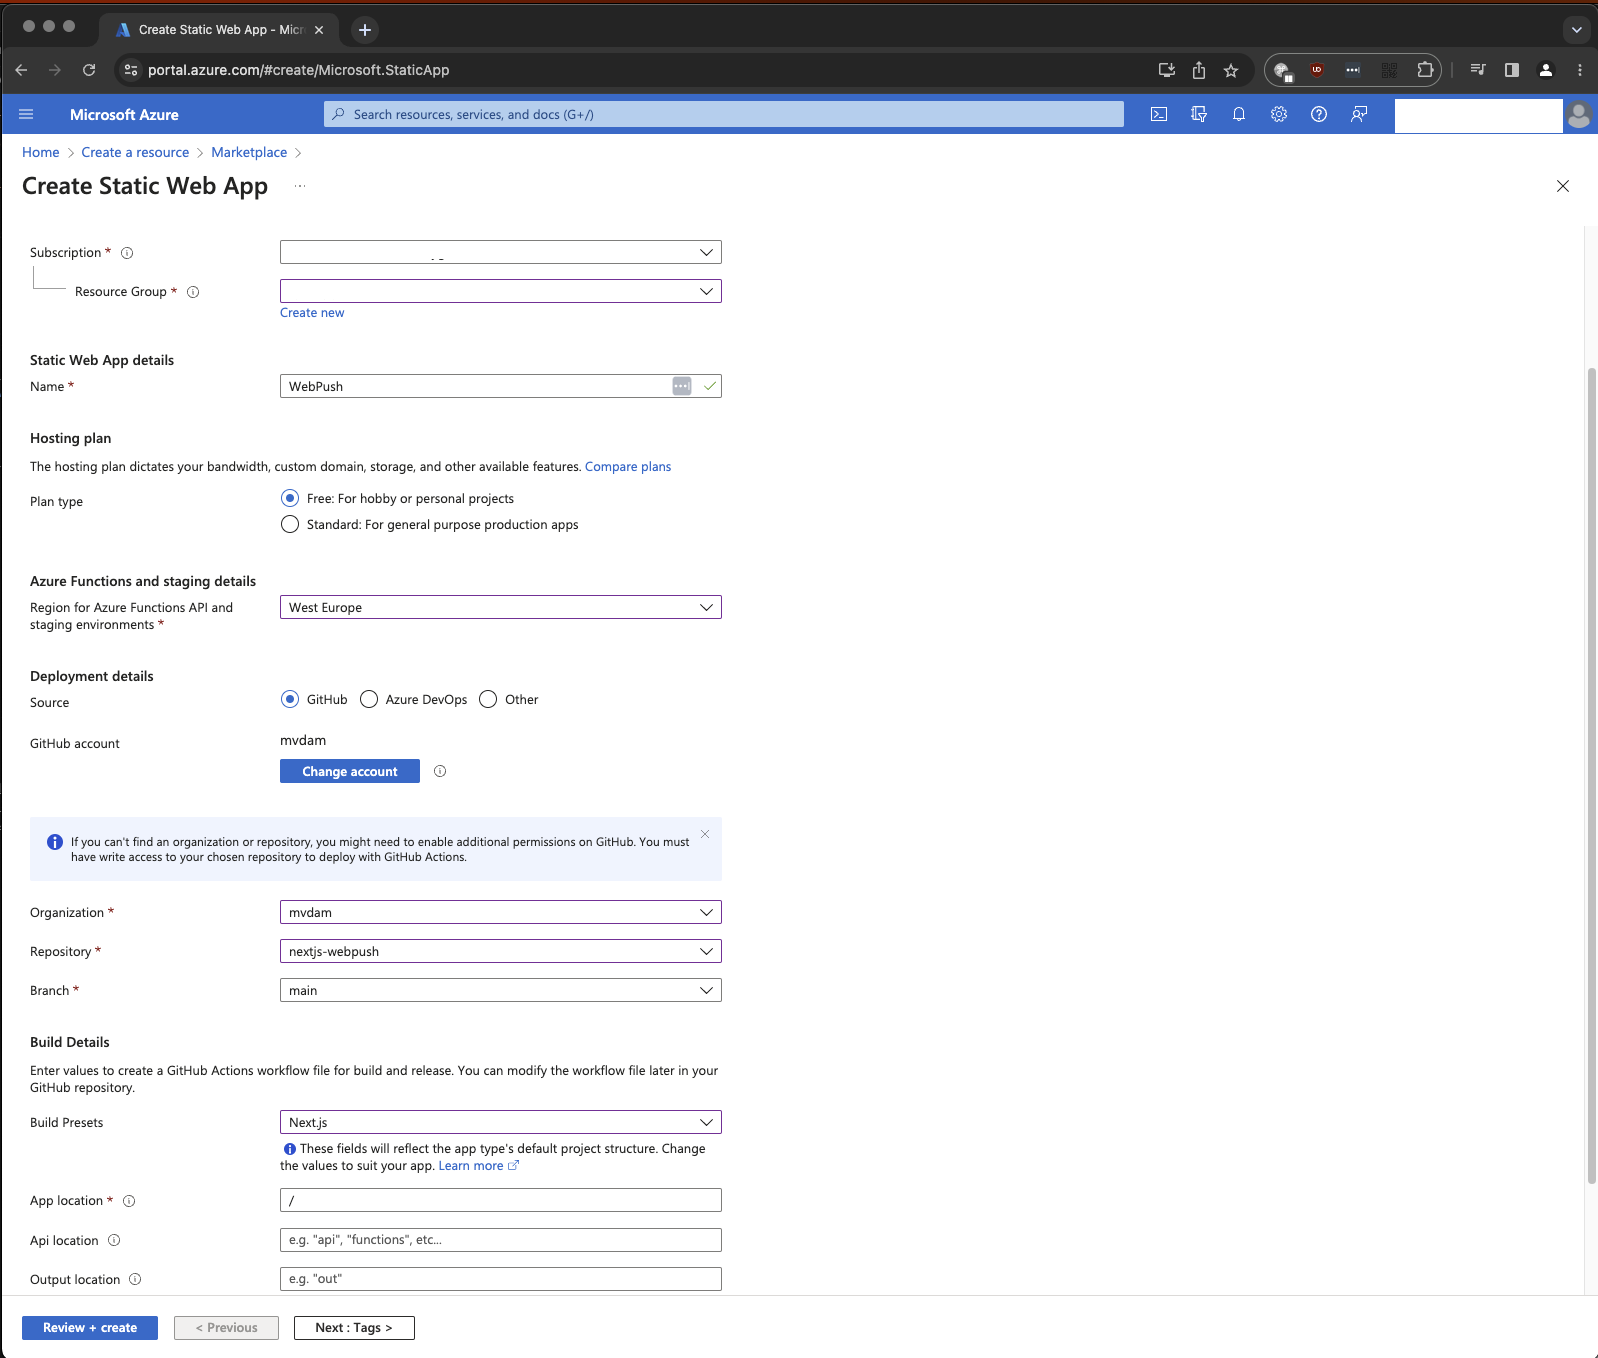 Create Static Web App - Micr
portal.azure.com/#create/Microsoft.StaticApp
Microsoft Azure
Search resources, services, and docs (G+/)
Home > Create a resource > Marketplace >
Create Static Web App ...
Subscription *
Resource Group *
Create new
Static Web App details
Name *
WebPush
Hosting plan
The hosting plan dictates your bandwidth, custom domain, storage, and other available features. Compare plans
Plan type
Free: For hobby or personal projects
Standard: For general purpose production apps
Azure Functions and staging details
Region for Azure Functions API and
staging environments *
West Europe
Deployment details
Source
GitHub
Azure DevOps
Other
GitHub account
mvdam
Change account
If you can't find an organization or repository, you might need to enable additional permissions on GitHub. You must
have write access to your chosen repository to deploy with GitHub Actions.
Organization *
mvdam
Repository *
nextjs-webpush
Branch *
main
Build Details
Enter values to create a GitHub Actions workflow file for build and release. You can modify the workflow file later in your
GitHub repository.
Build Presets
Next.js
These fields will reflect the app type's default project structure. Change
the values to suit your app. Learn more
App location *
/
Api location
e.g. "api", "functions", etc...
Output location
e.g. "out"
Review + create
< Previous
Next : Tags >